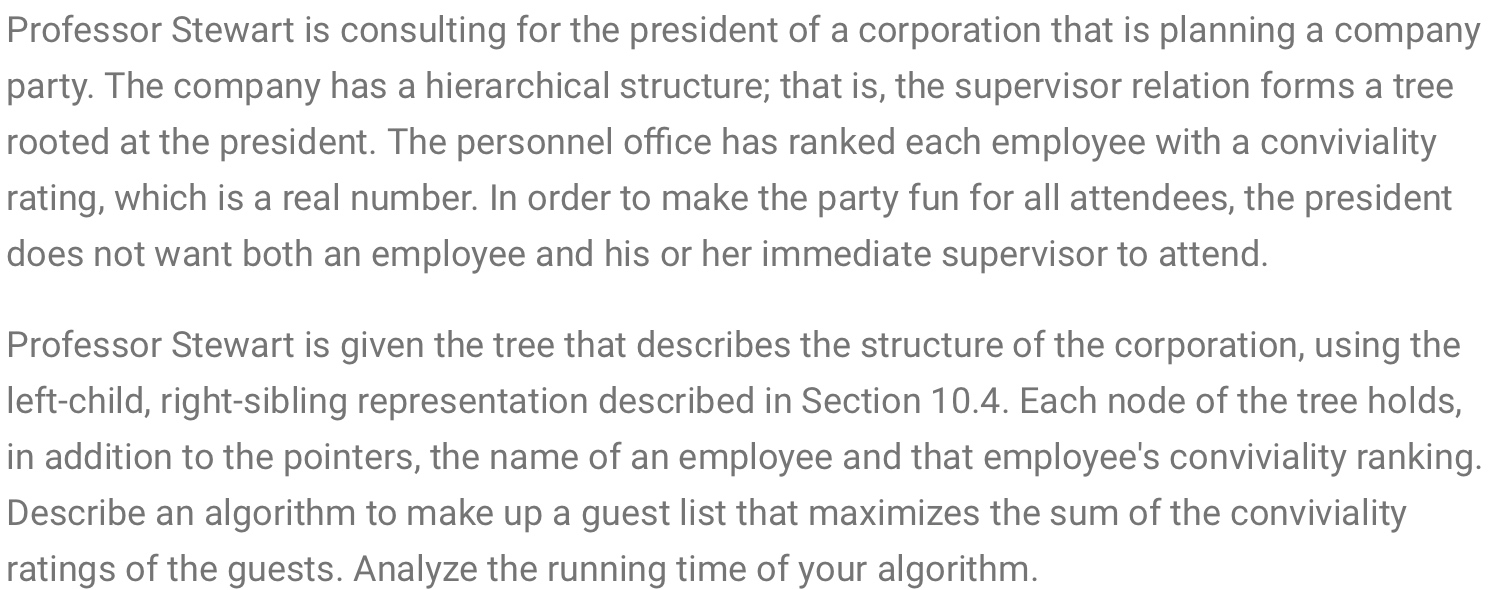 Professor Stewart is consulting for the president of a corporation that is planning a company
party. The company has a hierarchical structure; that is, the supervisor relation forms a tree
rooted at the president. The personnel office has ranked each employee with a conviviality
rating, which is a real number. In order to make the party fun for all attendees, the president
does not want both an employee and his or her immediate supervisor to attend.
Professor Stewart is given the tree that describes the structure of the corporation, using the
left-child, right-sibling representation described in Section 10.4. Each node of the tree holds,
in addition to the pointers, the name of an employee and that employee's conviviality ranking.
Describe an algorithm to make up a guest list that maximizes the sum of the conviviality
ratings of the guests. Analyze the running time of your algorithm.